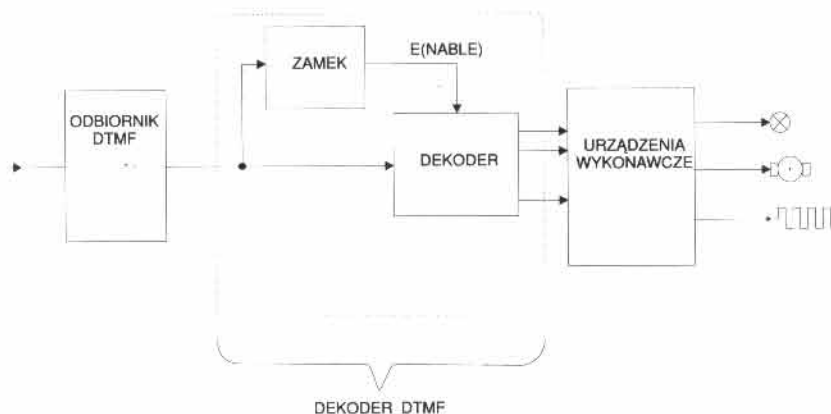 ZAMEK
E(NABLE)
ODBIORNIK
DTMF
DEKODER
URZĄDZENIA
WYKONAWCZE
DEKODER DTMF